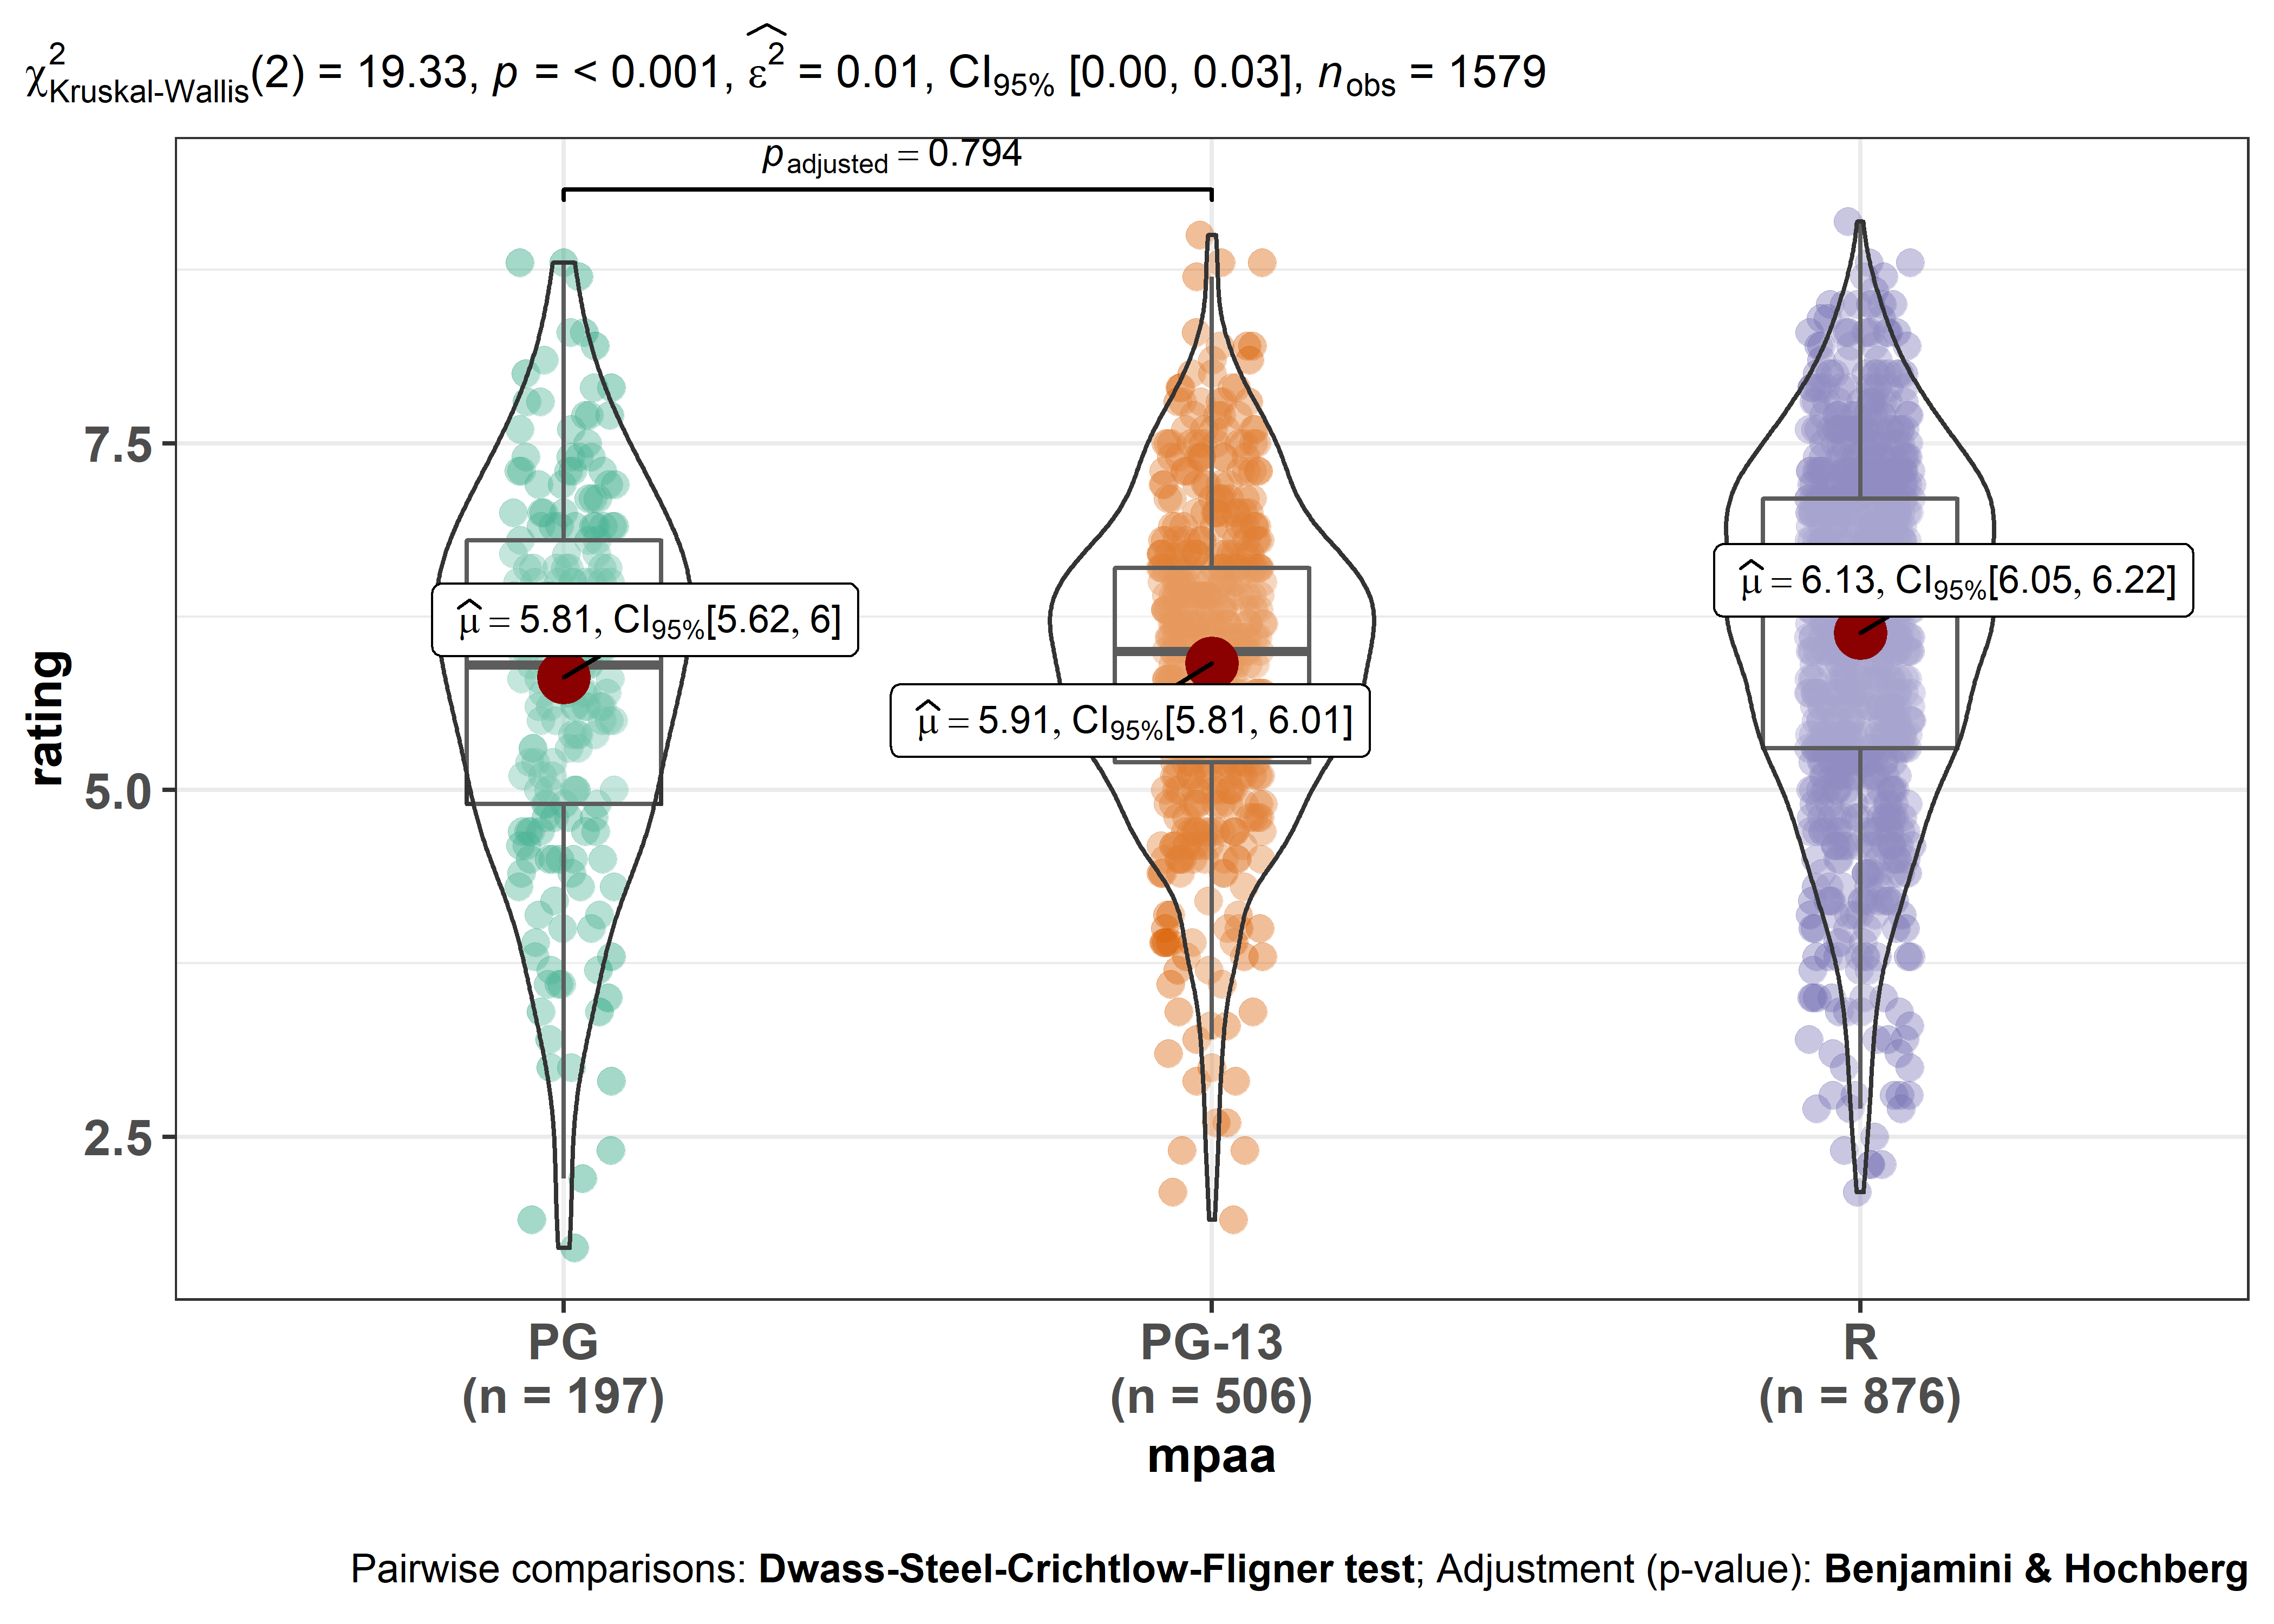 χ²Kruskal-Wallis(2) = 19.33, p = < 0.001, ε̂² = 0.01, CI95% [0.00, 0.03], nobs = 1579
padjusted = 0.794
7.5
5.0
2.5
rating
μ̂ = 5.81, CI95%[5.62, 6]
μ̂ = 5.91, CI95%[5.81, 6.01]
μ̂ = 6.13, CI95%[6.05, 6.22]
PG
(n = 197)
PG-13
(n = 506)
R
(n = 876)
mpaa
Pairwise comparisons: Dwass-Steel-Crichtlow-Fligner test; Adjustment (p-value): Benjamini & Hochberg